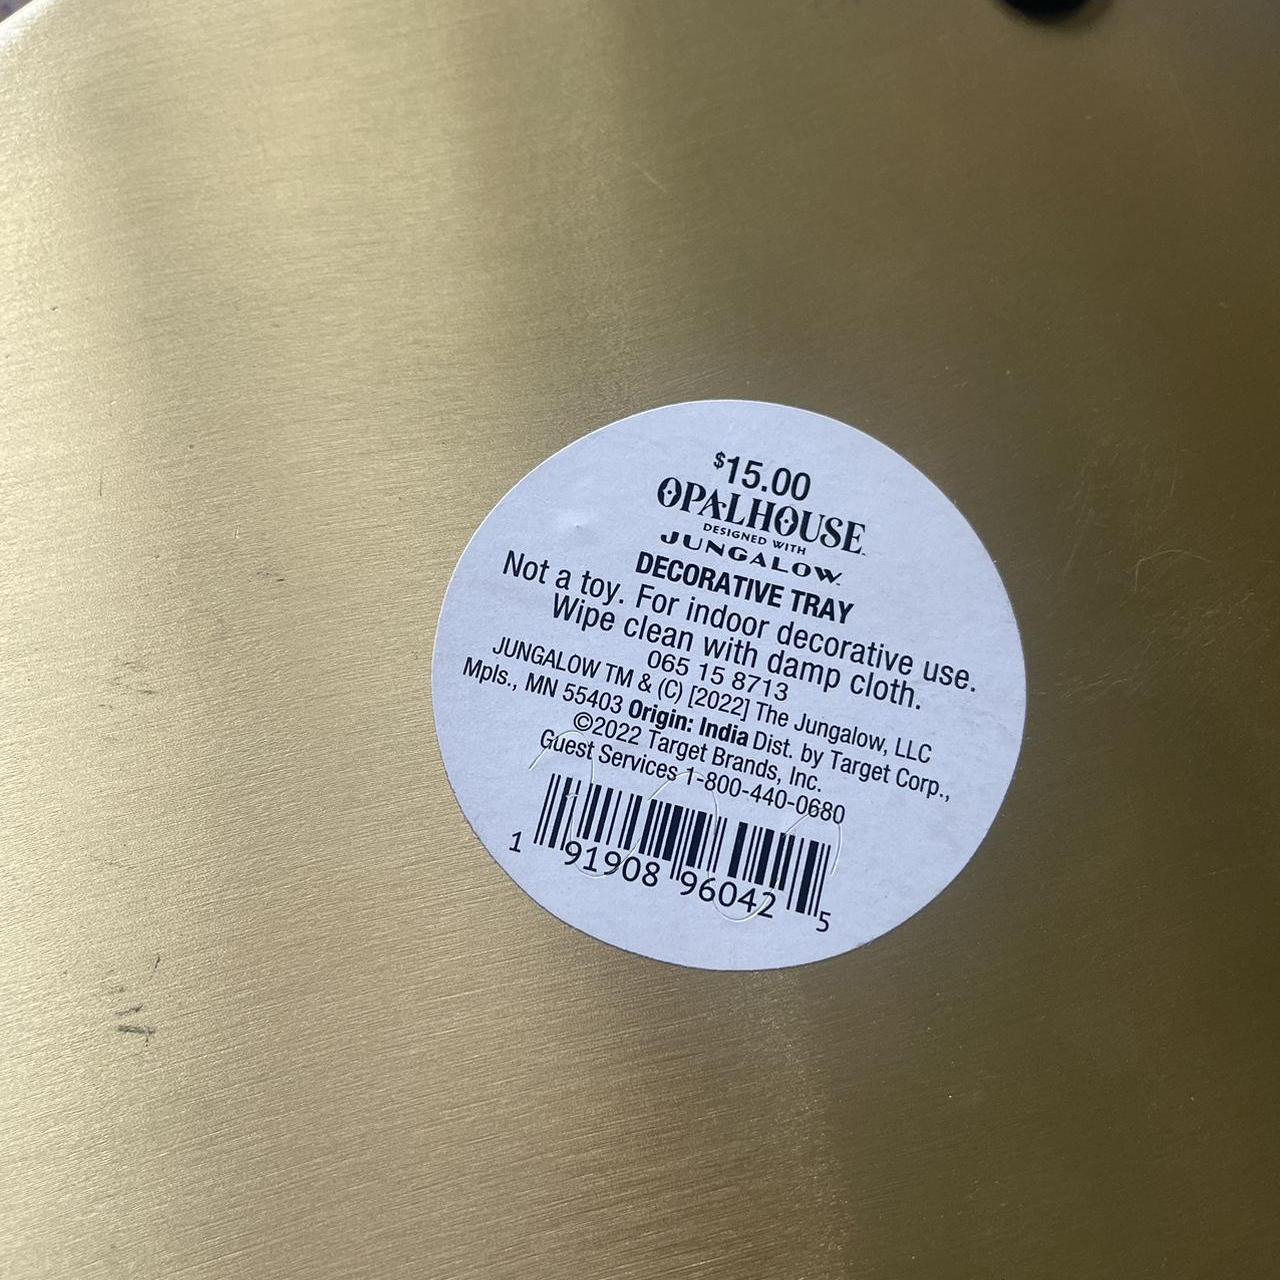 $15.00
OPALHOUSE™
DESIGNED WITH
JUNGALOW™
DECORATIVE TRAY
Not a toy. For indoor decorative use.
Wipe clean with damp cloth.
065 15 8713
JUNGALOW TM & (C) [2022] The Jungalow, LLC
Mpls., MN 55403 Origin: India Dist. by Target Corp.,
©2022 Target Brands, Inc.
Guest Services 1-800-440-0680
1 91908 96042 5